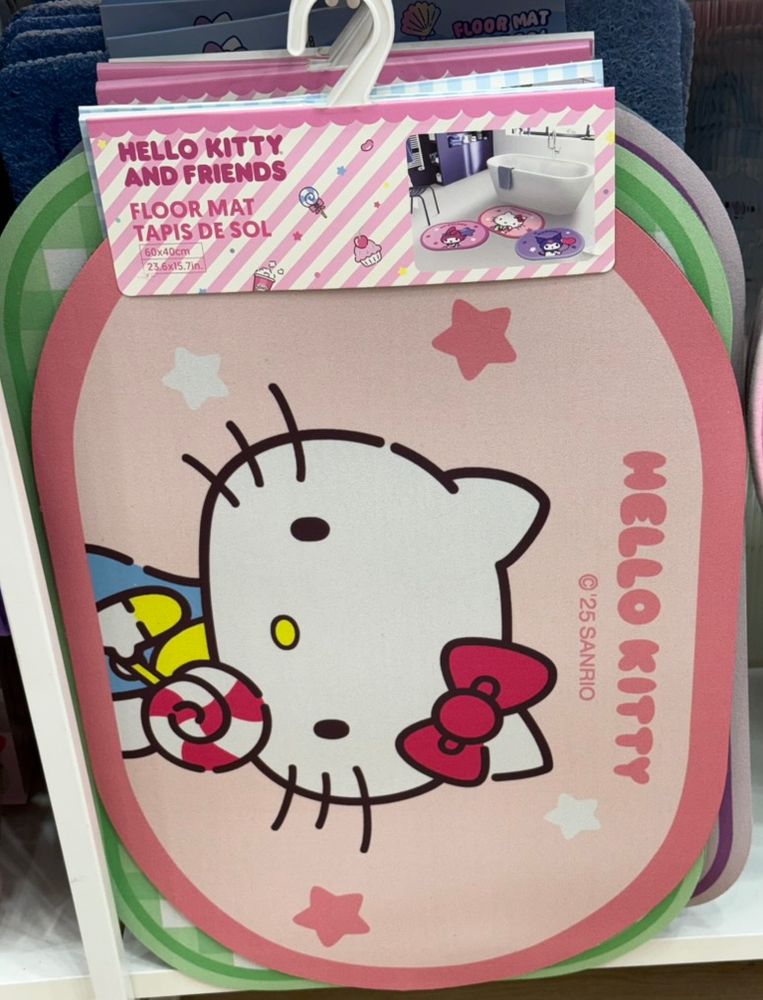 FLOOR MAT
HELLO KITTY
AND FRIENDS
FLOOR MAT
TAPIS DE SOL
60x40cm
23.6x15.7in.
HELLO KITTY
©'25 SANRIO